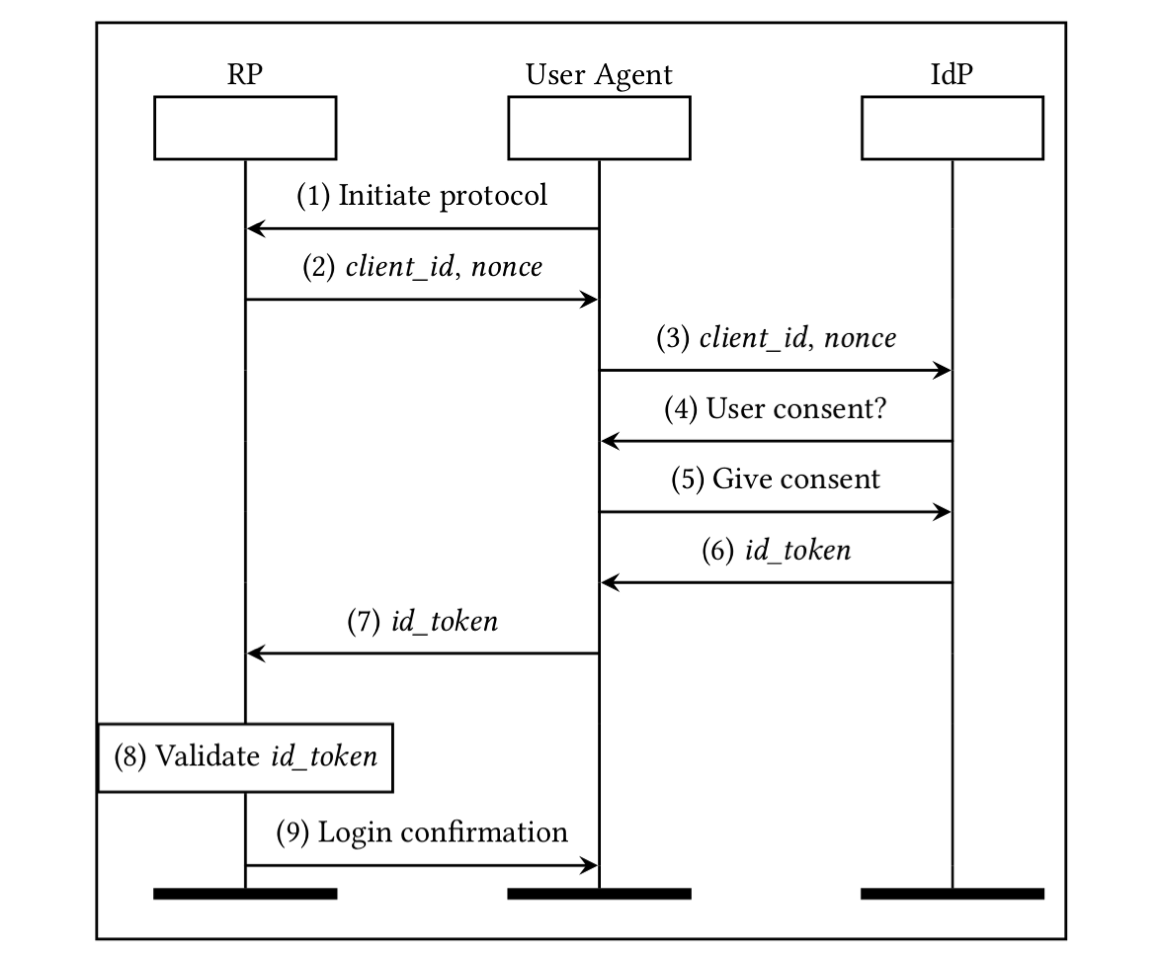 RP
User Agent
IdP
(1) Initiate protocol
(2) client_id, nonce
(3) client_id, nonce
(4) User consent?
(5) Give consent
(6) id_token
(7) id_token
(8) Validate id_token
(9) Login confirmation